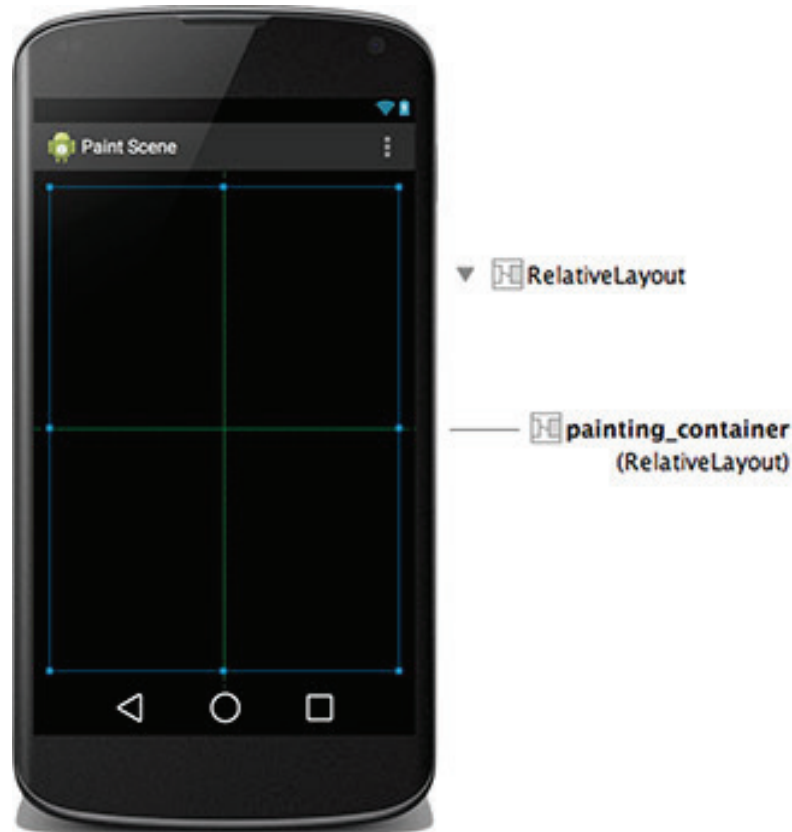 Paint Scene
RelativeLayout
painting_container
(RelativeLayout)